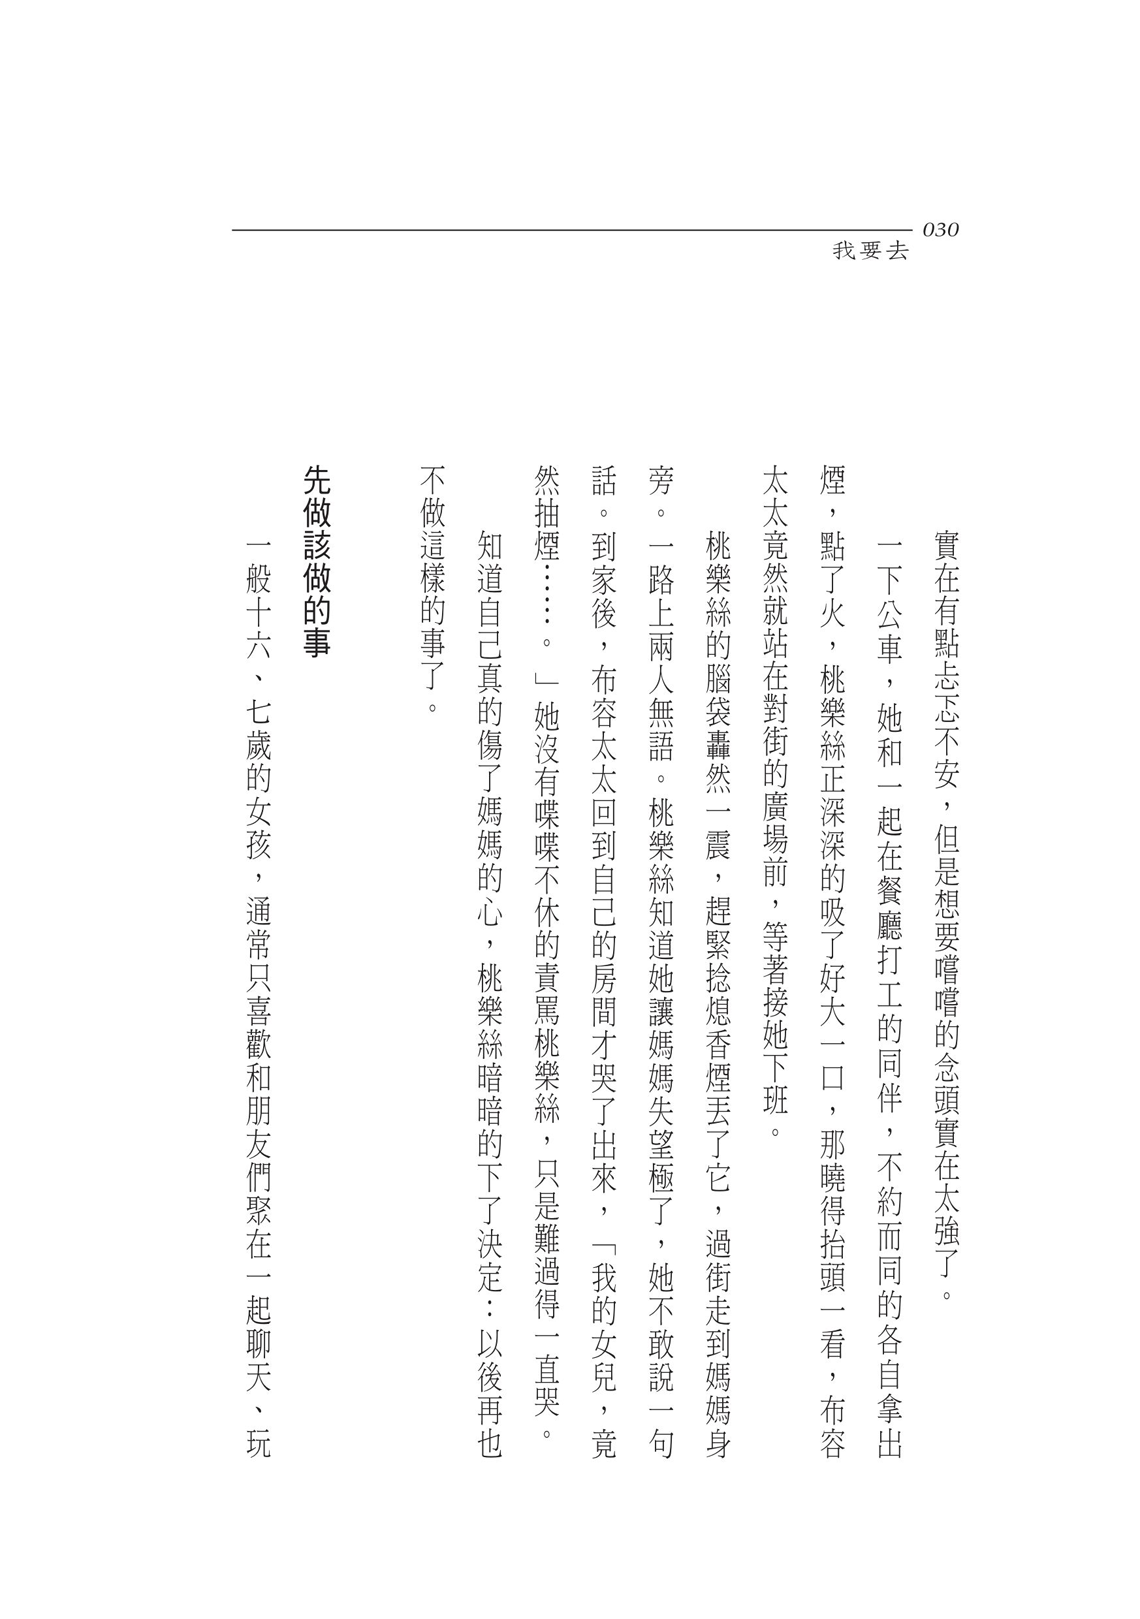 030
我要去
實在有點忐忑不安，但是想要嚐嚐的念頭實在太強了。
一下公車，她和一起在餐廳打工的同伴，不約而同的各自拿出
煙，點了火，桃樂絲正深深的吸了好大一口，那曉得抬頭一看，布容
太太竟然就站在對街的廣場前，等著接她下班。
桃樂絲的腦袋轟然一震，趕緊捻熄香煙丟了它，過街走到媽媽身
旁。一路上兩人無語。桃樂絲知道她讓媽媽失望極了，她不敢說一句
話。到家後，布容太太回到自己的房間才哭了出來，「我的女兒，竟
然抽煙……。」她沒有喋喋不休的責罵桃樂絲，只是難過得一直哭。
知道自己真的傷了媽媽的心，桃樂絲暗暗的下了決定：以後再也
不做這樣的事了。
先做該做的事
一般十六、七歲的女孩，通常只喜歡和朋友們聚在一起聊天、玩